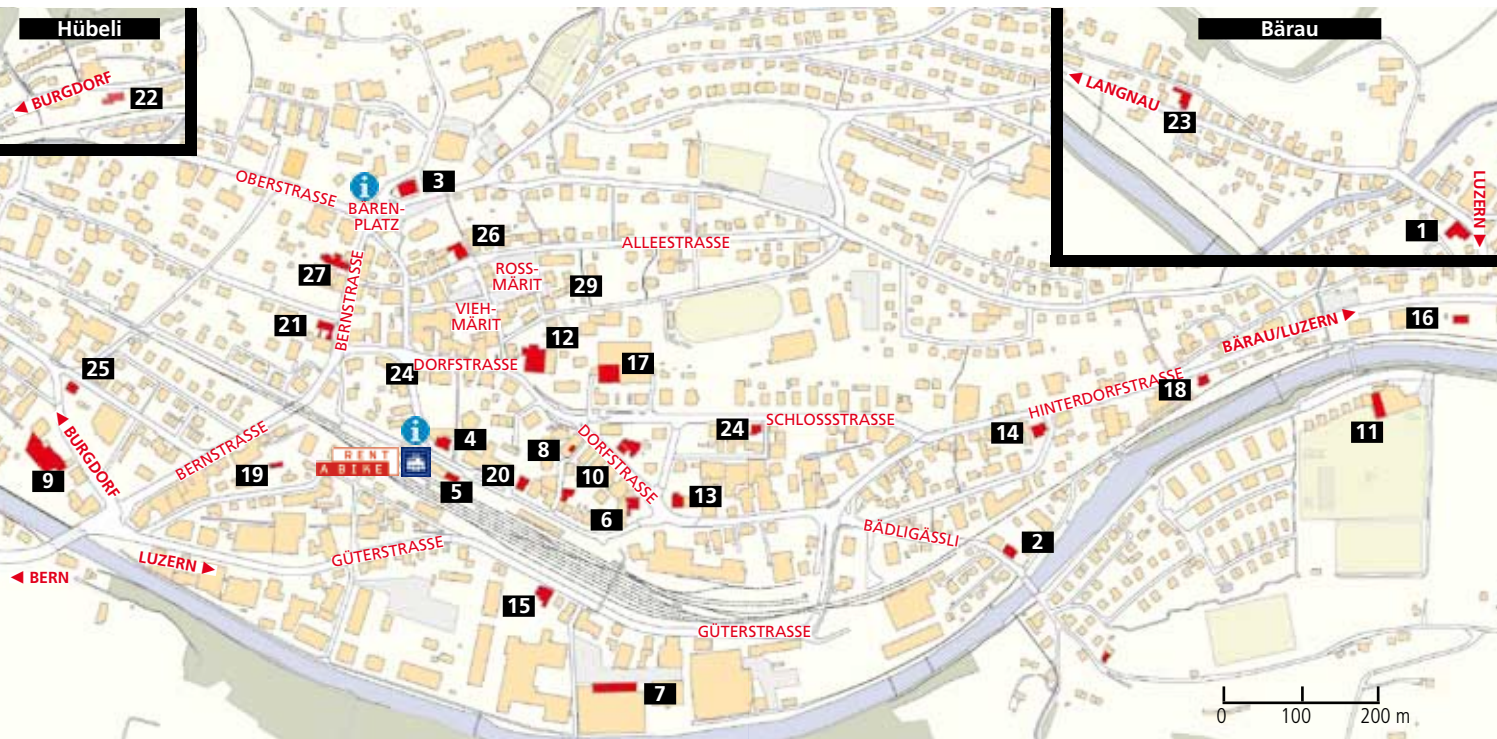 Hübeli
BURGDORF
22
Bärau
LANGNAU
23
LUZERN
1
OBERSTRASSE
i
3
BÄREN-
PLATZ
26
ALLEESTRASSE
27
ROSS-
MÄRIT
29
BERNSTRASSE
VIEH-
MÄRIT
21
12
DORFSTRASSE
24
17
BÄRAU/LUZERN
16
25
HINTERDORFSTRASSE
18
BURGDORF
BERNSTRASSE
i
4
RENT
A BIKE
8
DORFSTRASSE
24
SCHLOSSSTRASSE
14
11
9
19
5
20
10
6
13
BÄDLIGÄSSLI
2
LUZERN
GÜTERSTRASSE
BERN
15
GÜTERSTRASSE
7
0 100 200 m